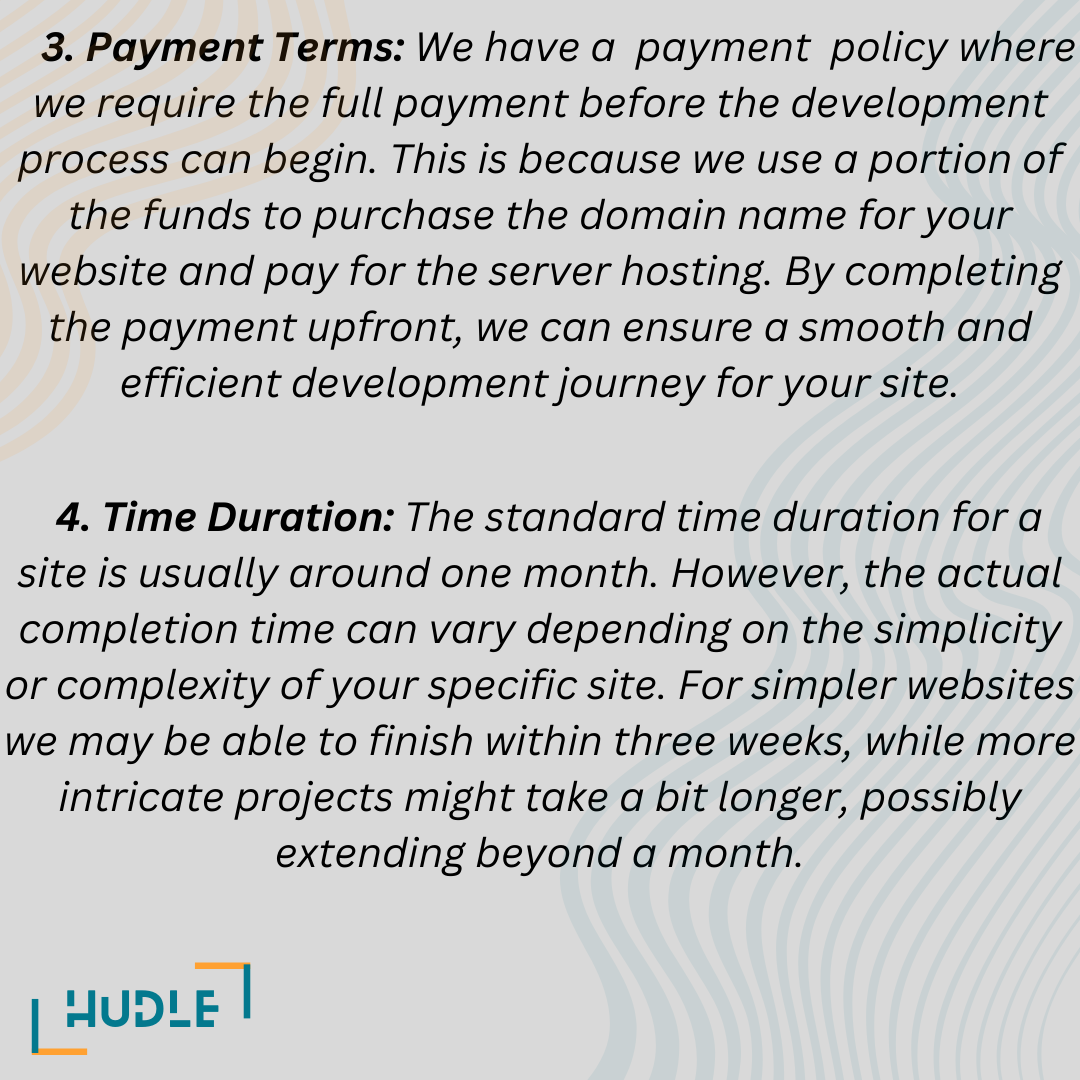 3. Payment Terms: We have a  payment  policy where
we require the full payment before the development
process can begin. This is because we use a portion of
the funds to purchase the domain name for your
website and pay for the server hosting. By completing
the payment upfront, we can ensure a smooth and
efficient development journey for your site.
4. Time Duration: The standard time duration for a
site is usually around one month. However, the actual
completion time can vary depending on the simplicity
or complexity of your specific site. For simpler websites
we may be able to finish within three weeks, while more
intricate projects might take a bit longer, possibly
extending beyond a month.
HUDLE